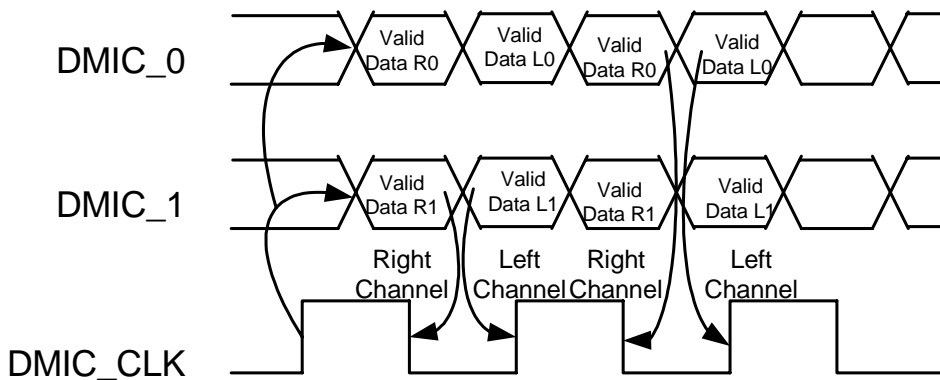 DMIC_0
Valid
Data R0
Valid
Data L0
Valid
Data R0
Valid
Data L0
DMIC_1
Valid
Data R1
Valid
Data L1
Valid
Data R1
Valid
Data L1
Right
Channel
Left
Channel
Right
Channel
Left
Channel
DMIC_CLK